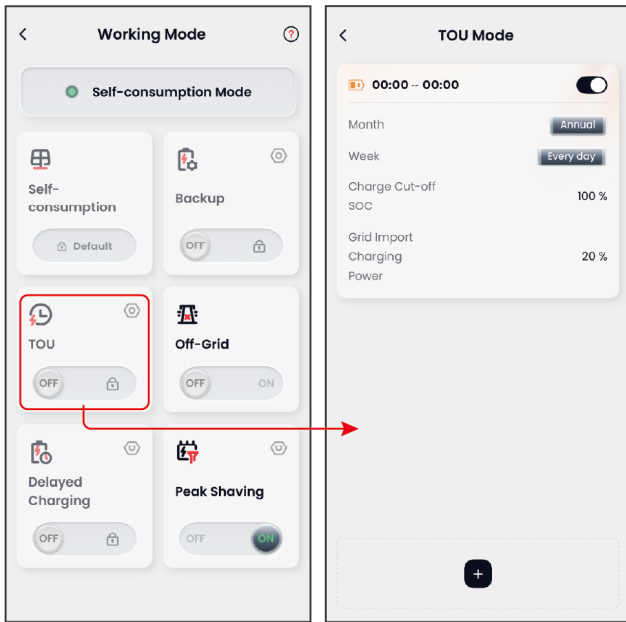 Working Mode
?
Self-consumption Mode
Self-
consumption
Default
Backup
OFF
TOU
OFF
Off-Grid
OFF ON
Delayed
Charging
OFF
Peak Shaving
OFF ON
TOU Mode
00:00 ~ 00:00
Month Annual
Week Every day
Charge Cut-off
SOC
100 %
Grid Import
Charging
Power
20 %
+